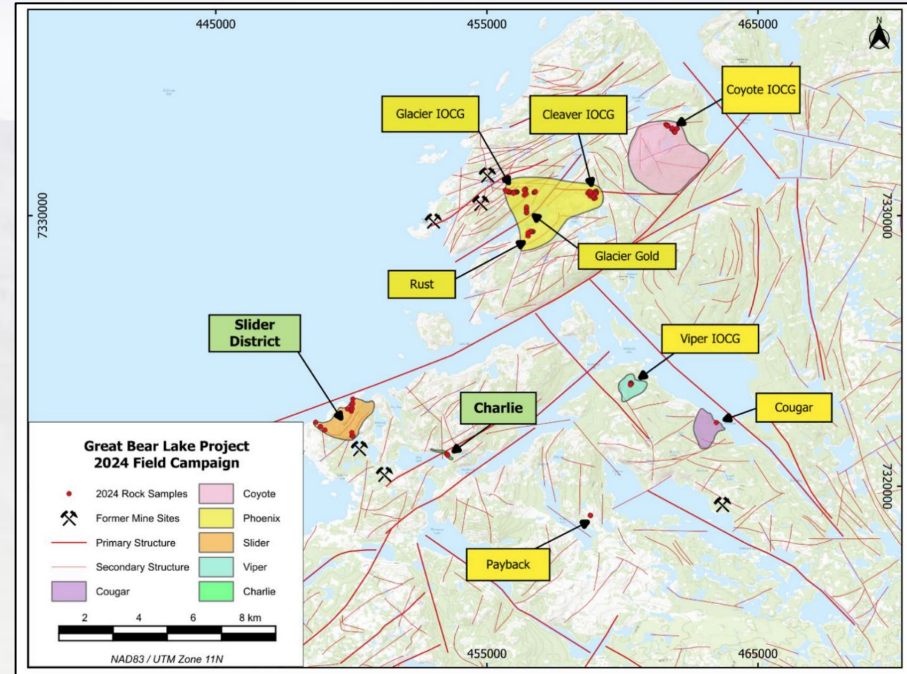 445000
455000
465000
N
Coyote IOCG
Glacier IOCG
Cleaver IOCG
7330000
7330000
Glacier Gold
Rust
Slider
District
Viper IOCG
Charlie
Cougar
Great Bear Lake Project
2024 Field Campaign
2024 Rock Samples
Former Mine Sites
Primary Structure
Secondary Structure
Cougar
Coyote
Phoenix
Slider
Viper
Charlie
2 4 6 8 km
NAD83 / UTM Zone 11N
7320000
Payback
455000
465000